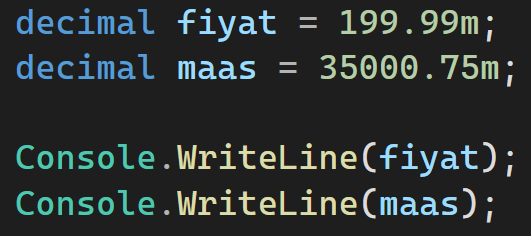 decimal fiyat = 199.99m;
decimal maas = 35000.75m;
Console.WriteLine(fiyat);
Console.WriteLine(maas);